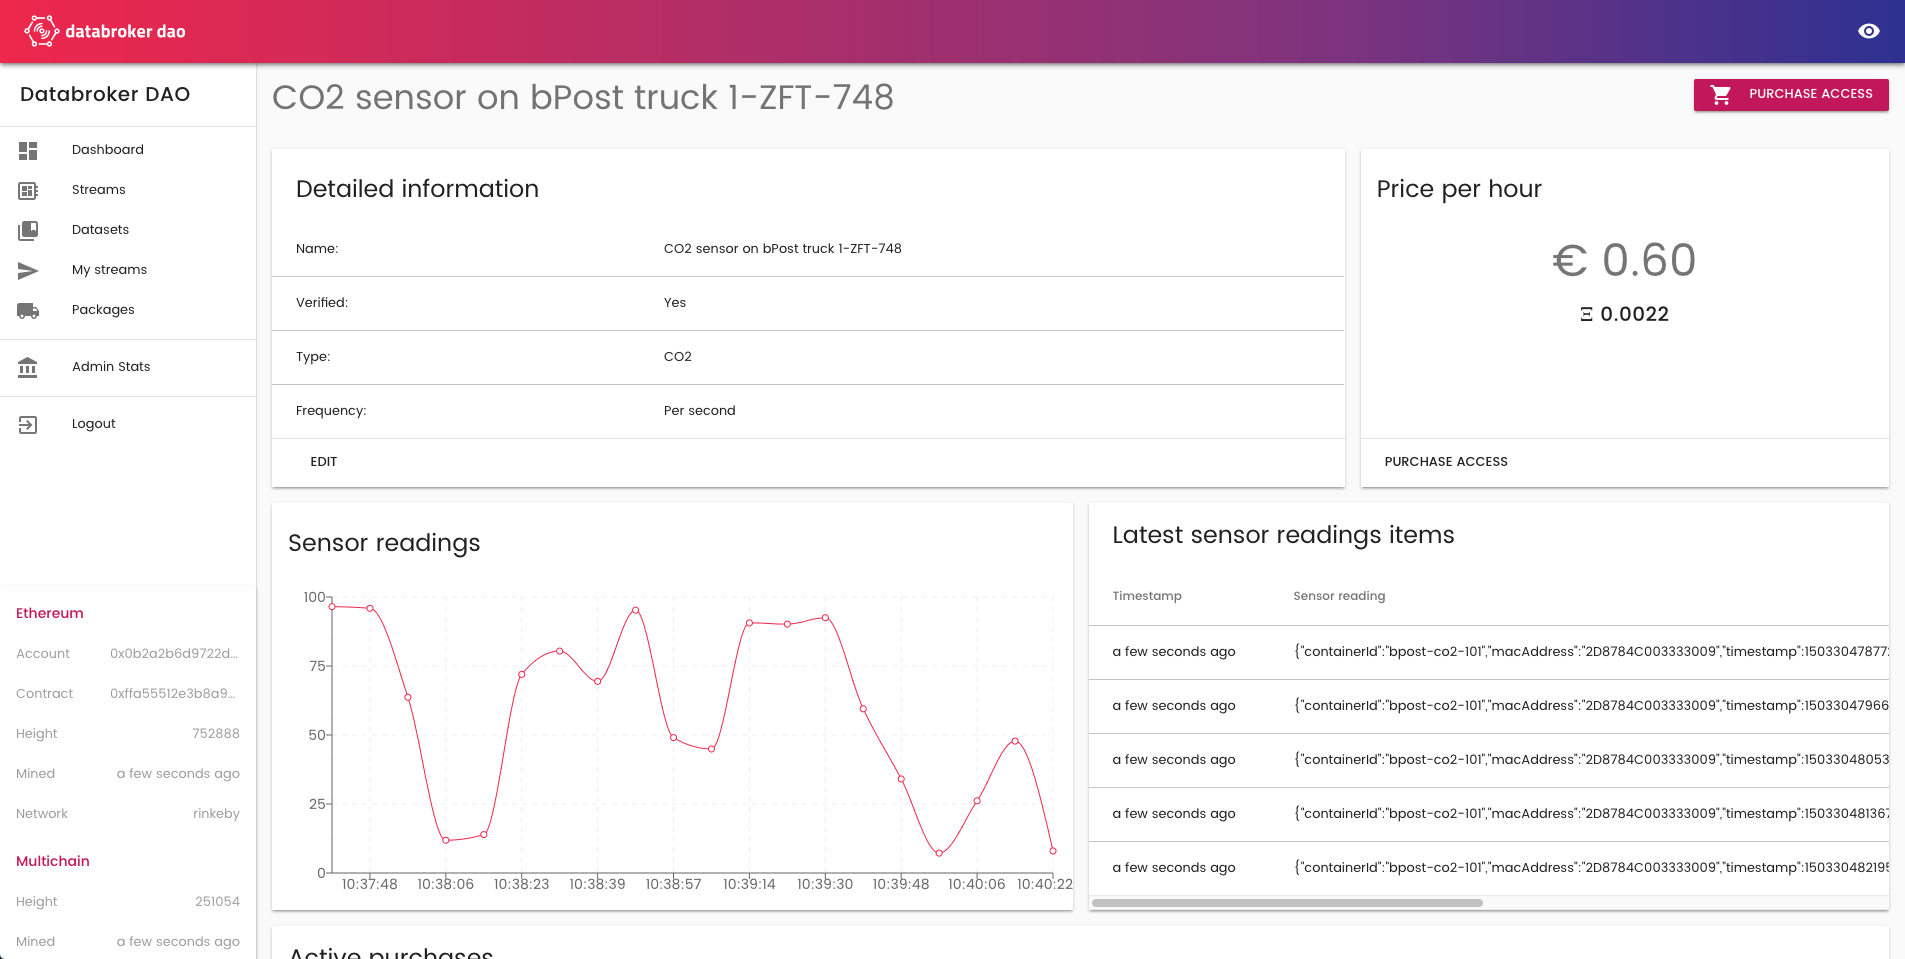 databroker dao
Databroker DAO
Dashboard
Streams
Datasets
My streams
Packages
Admin Stats
Logout
Ethereum
Account 0x0b2a2b6d9722d...
Contract 0xffa55512e3b8a9...
Height 752888
Mined a few seconds ago
Network rinkeby
Multichain
Height 251054
Mined a few seconds ago
CO2 sensor on bPost truck 1-ZFT-748
PURCHASE ACCESS
Detailed information
Name: CO2 sensor on bPost truck 1-ZFT-748
Verified: Yes
Type: CO2
Frequency: Per second
EDIT
Price per hour
€ 0.60
Ξ 0.0022
PURCHASE ACCESS
Sensor readings
100
75
50
25
0
10:37:48 10:38:06 10:38:23 10:38:39 10:38:57 10:39:14 10:39:30 10:39:48 10:40:06 10:40:22
Latest sensor readings items
Timestamp Sensor reading
a few seconds ago {"containerId":"bpost-co2-101","macAddress":"2D8784C003333009","timestamp":150330478772
a few seconds ago {"containerId":"bpost-co2-101","macAddress":"2D8784C003333009","timestamp":15033047966
a few seconds ago {"containerId":"bpost-co2-101","macAddress":"2D8784C003333009","timestamp":15033048053
a few seconds ago {"containerId":"bpost-co2-101","macAddress":"2D8784C003333009","timestamp":150330481367
a few seconds ago {"containerId":"bpost-co2-101","macAddress":"2D8784C003333009","timestamp":150330482195
Active purchases